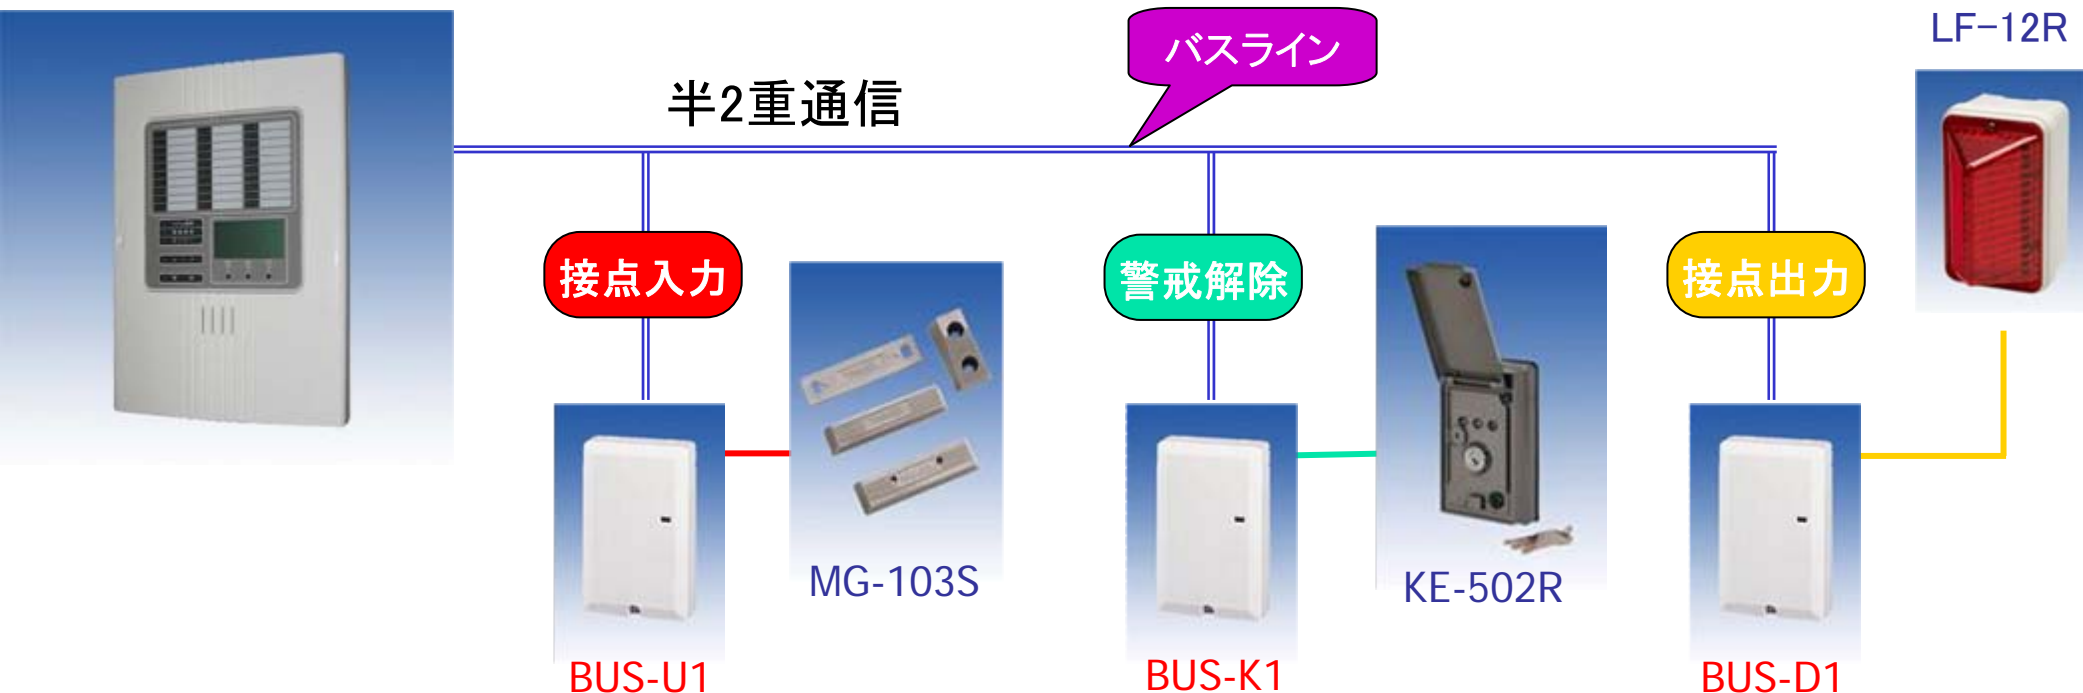 LF-12R
バスライン
半2重通信
接点入力
警戒解除
接点出力
MG-103S
KE-502R
BUS-U1
BUS-K1
BUS-D1